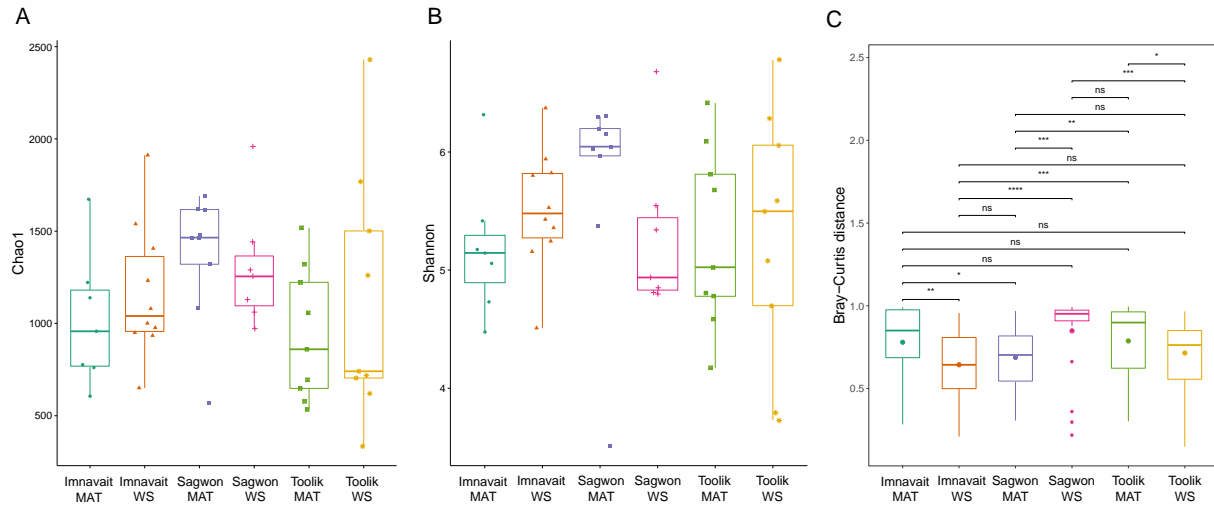 A
Chao1
2500
2000
1500
1000
500
Imnavait
MAT
Imnavait
WS
Sagwon
MAT
Sagwon
WS
Toolik
MAT
Toolik
WS
B
Shannon
6
5
4
Imnavait
MAT
Imnavait
WS
Sagwon
MAT
Sagwon
WS
Toolik
MAT
Toolik
WS
C
Bray−Curtis distance
2.5
2.0
1.5
1.0
0.5
*
***
ns
ns
**
***
ns
***
****
ns
ns
ns
ns
*
**
Imnavait
MAT
Imnavait
WS
Sagwon
MAT
Sagwon
WS
Toolik
MAT
Toolik
WS